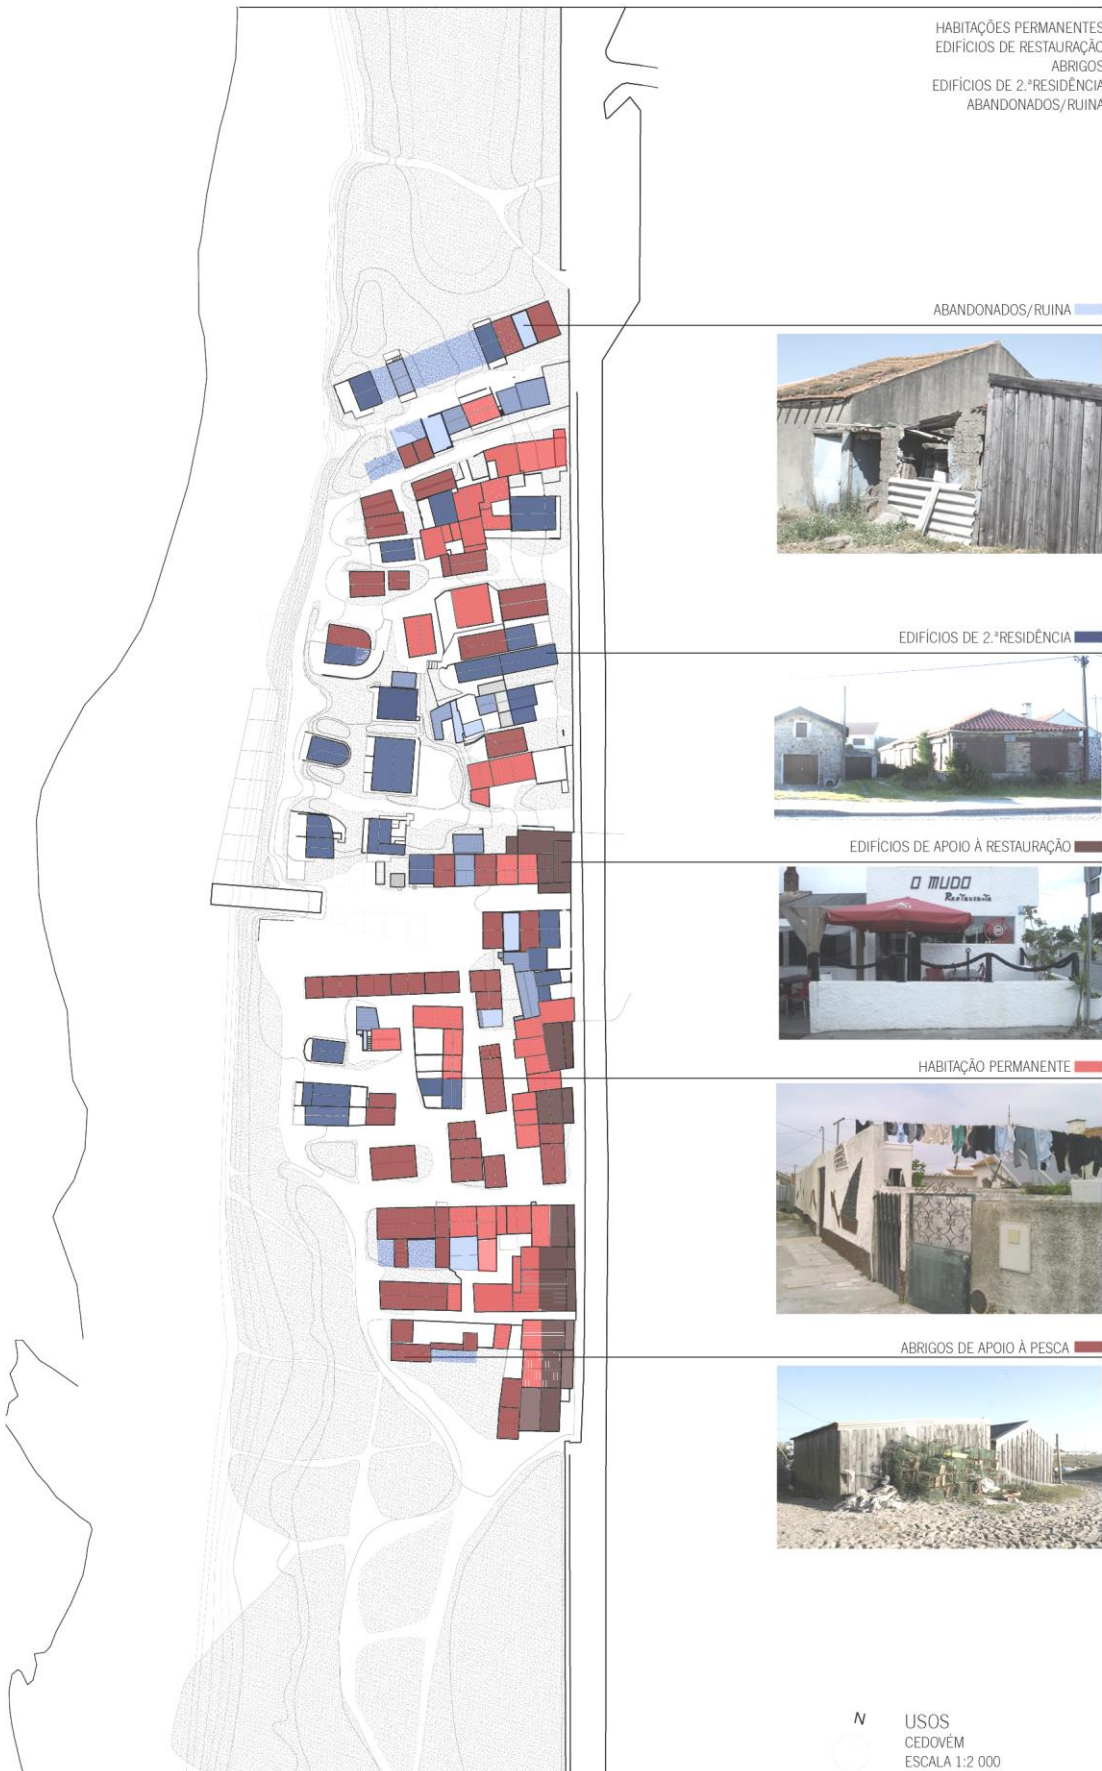 HABITAÇÕES PERMANENTES
EDIFÍCIOS DE RESTAURAÇÃO
ABRIGOS
EDIFÍCIOS DE 2.ªRESIDÊNCIA
ABANDONADOS/RUINA
ABANDONADOS/RUINA
EDIFÍCIOS DE 2.ªRESIDÊNCIA
EDIFÍCIOS DE APOIO À RESTAURAÇÃO
O MUDO
Restaurante
HABITAÇÃO PERMANENTE
ABRIGOS DE APOIO À PESCA
N
USOS
CEDOVÉM
ESCALA 1:2 000